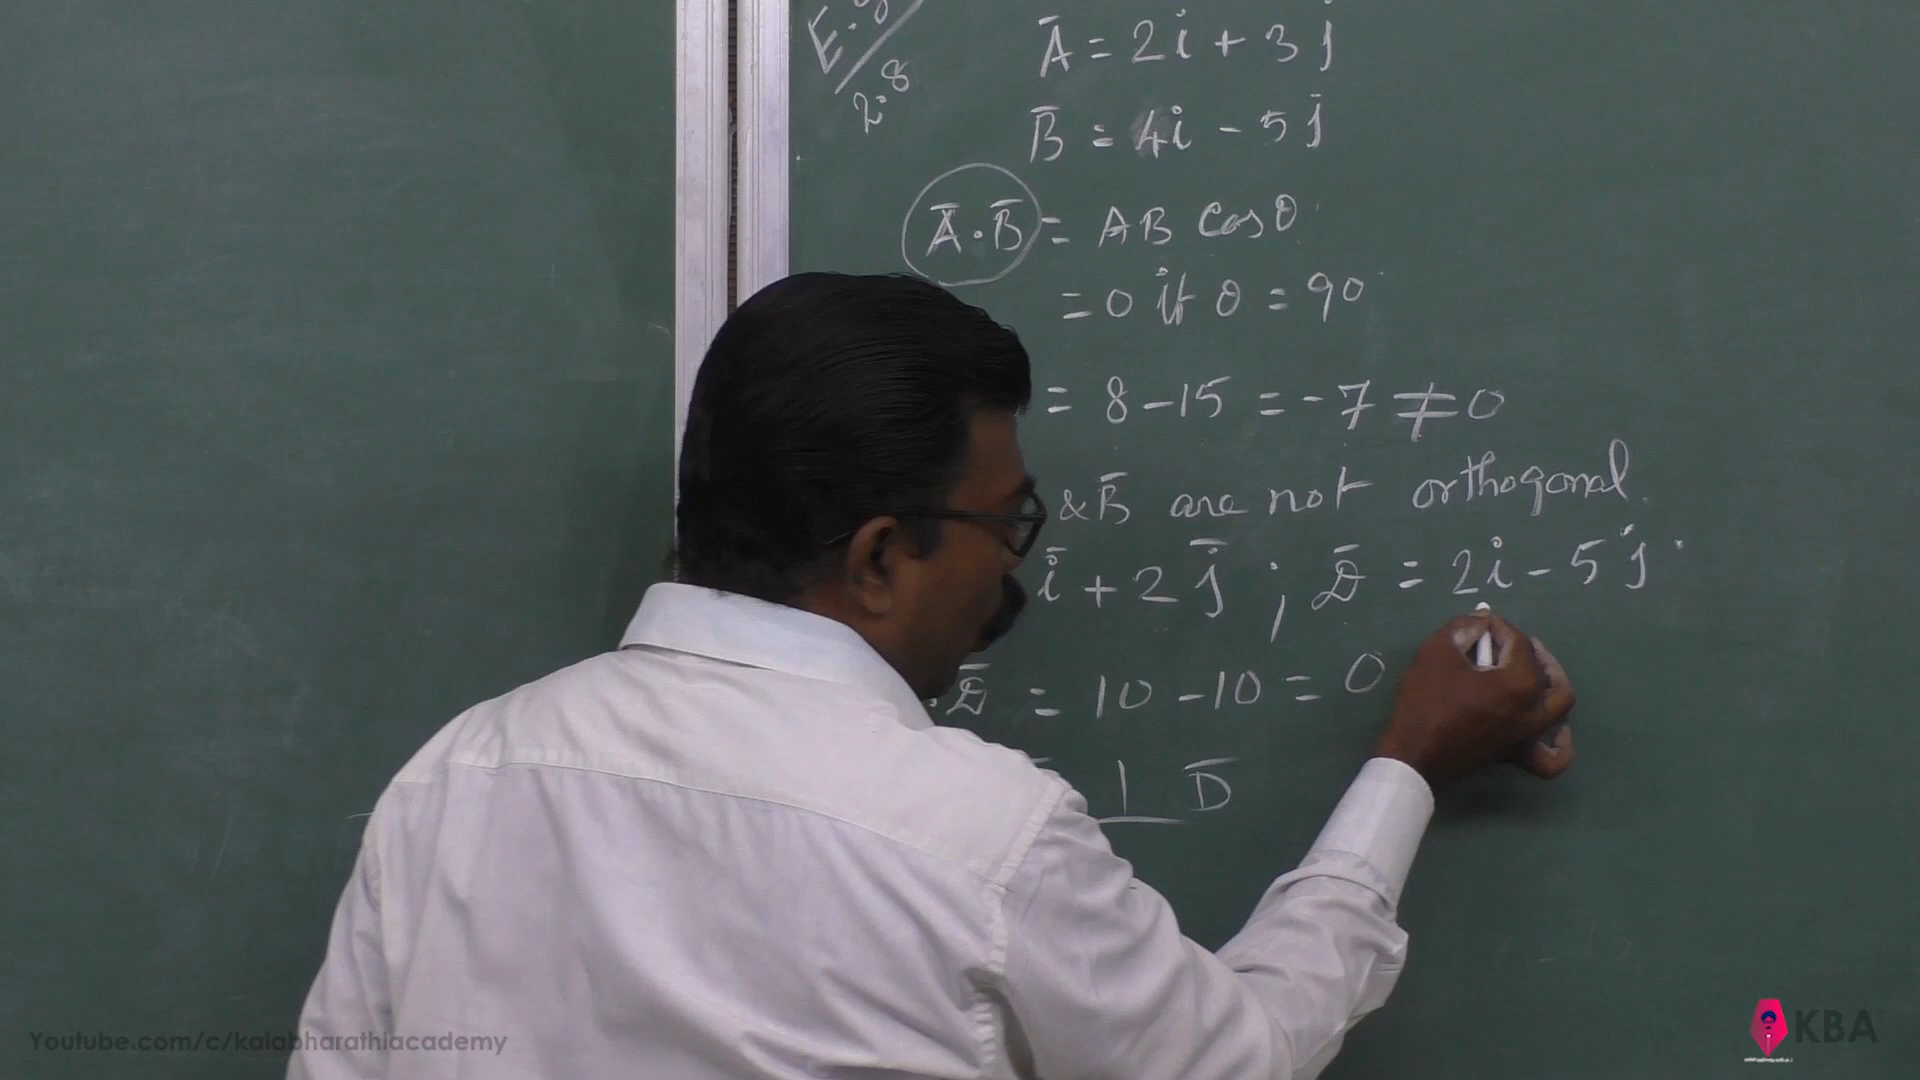 E.g
2.8
Ā = 2i + 3j
B̄ = 4i - 5j
Ā.B̄ = AB Cosθ
= 0 if θ = 90
= 8 - 15 = -7 ≠ 0
& B̄ are not orthogonal.
ī + 2j̄ ; D̄ = 2i - 5j
. D̄ = 10 - 10 = 0
⊥ D̄
Youtube.com/c/kalabharathiacademy
KBA